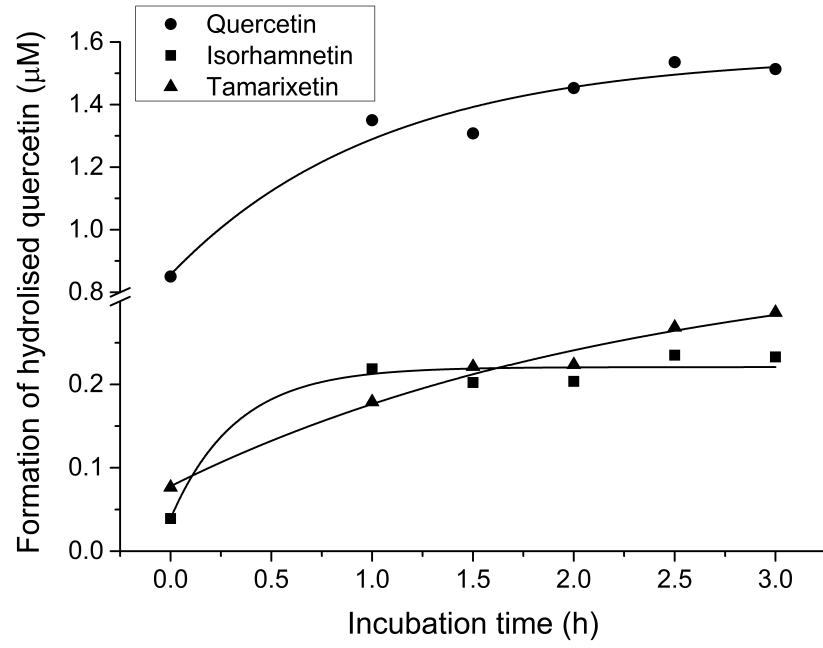 Quercetin
Isorhamnetin
Tamarixetin
Formation of hydrolised quercetin (μM)
1.6
1.4
1.2
1.0
0.8
0.2
0.1
0.0
0.0 0.5 1.0 1.5 2.0 2.5 3.0
Incubation time (h)